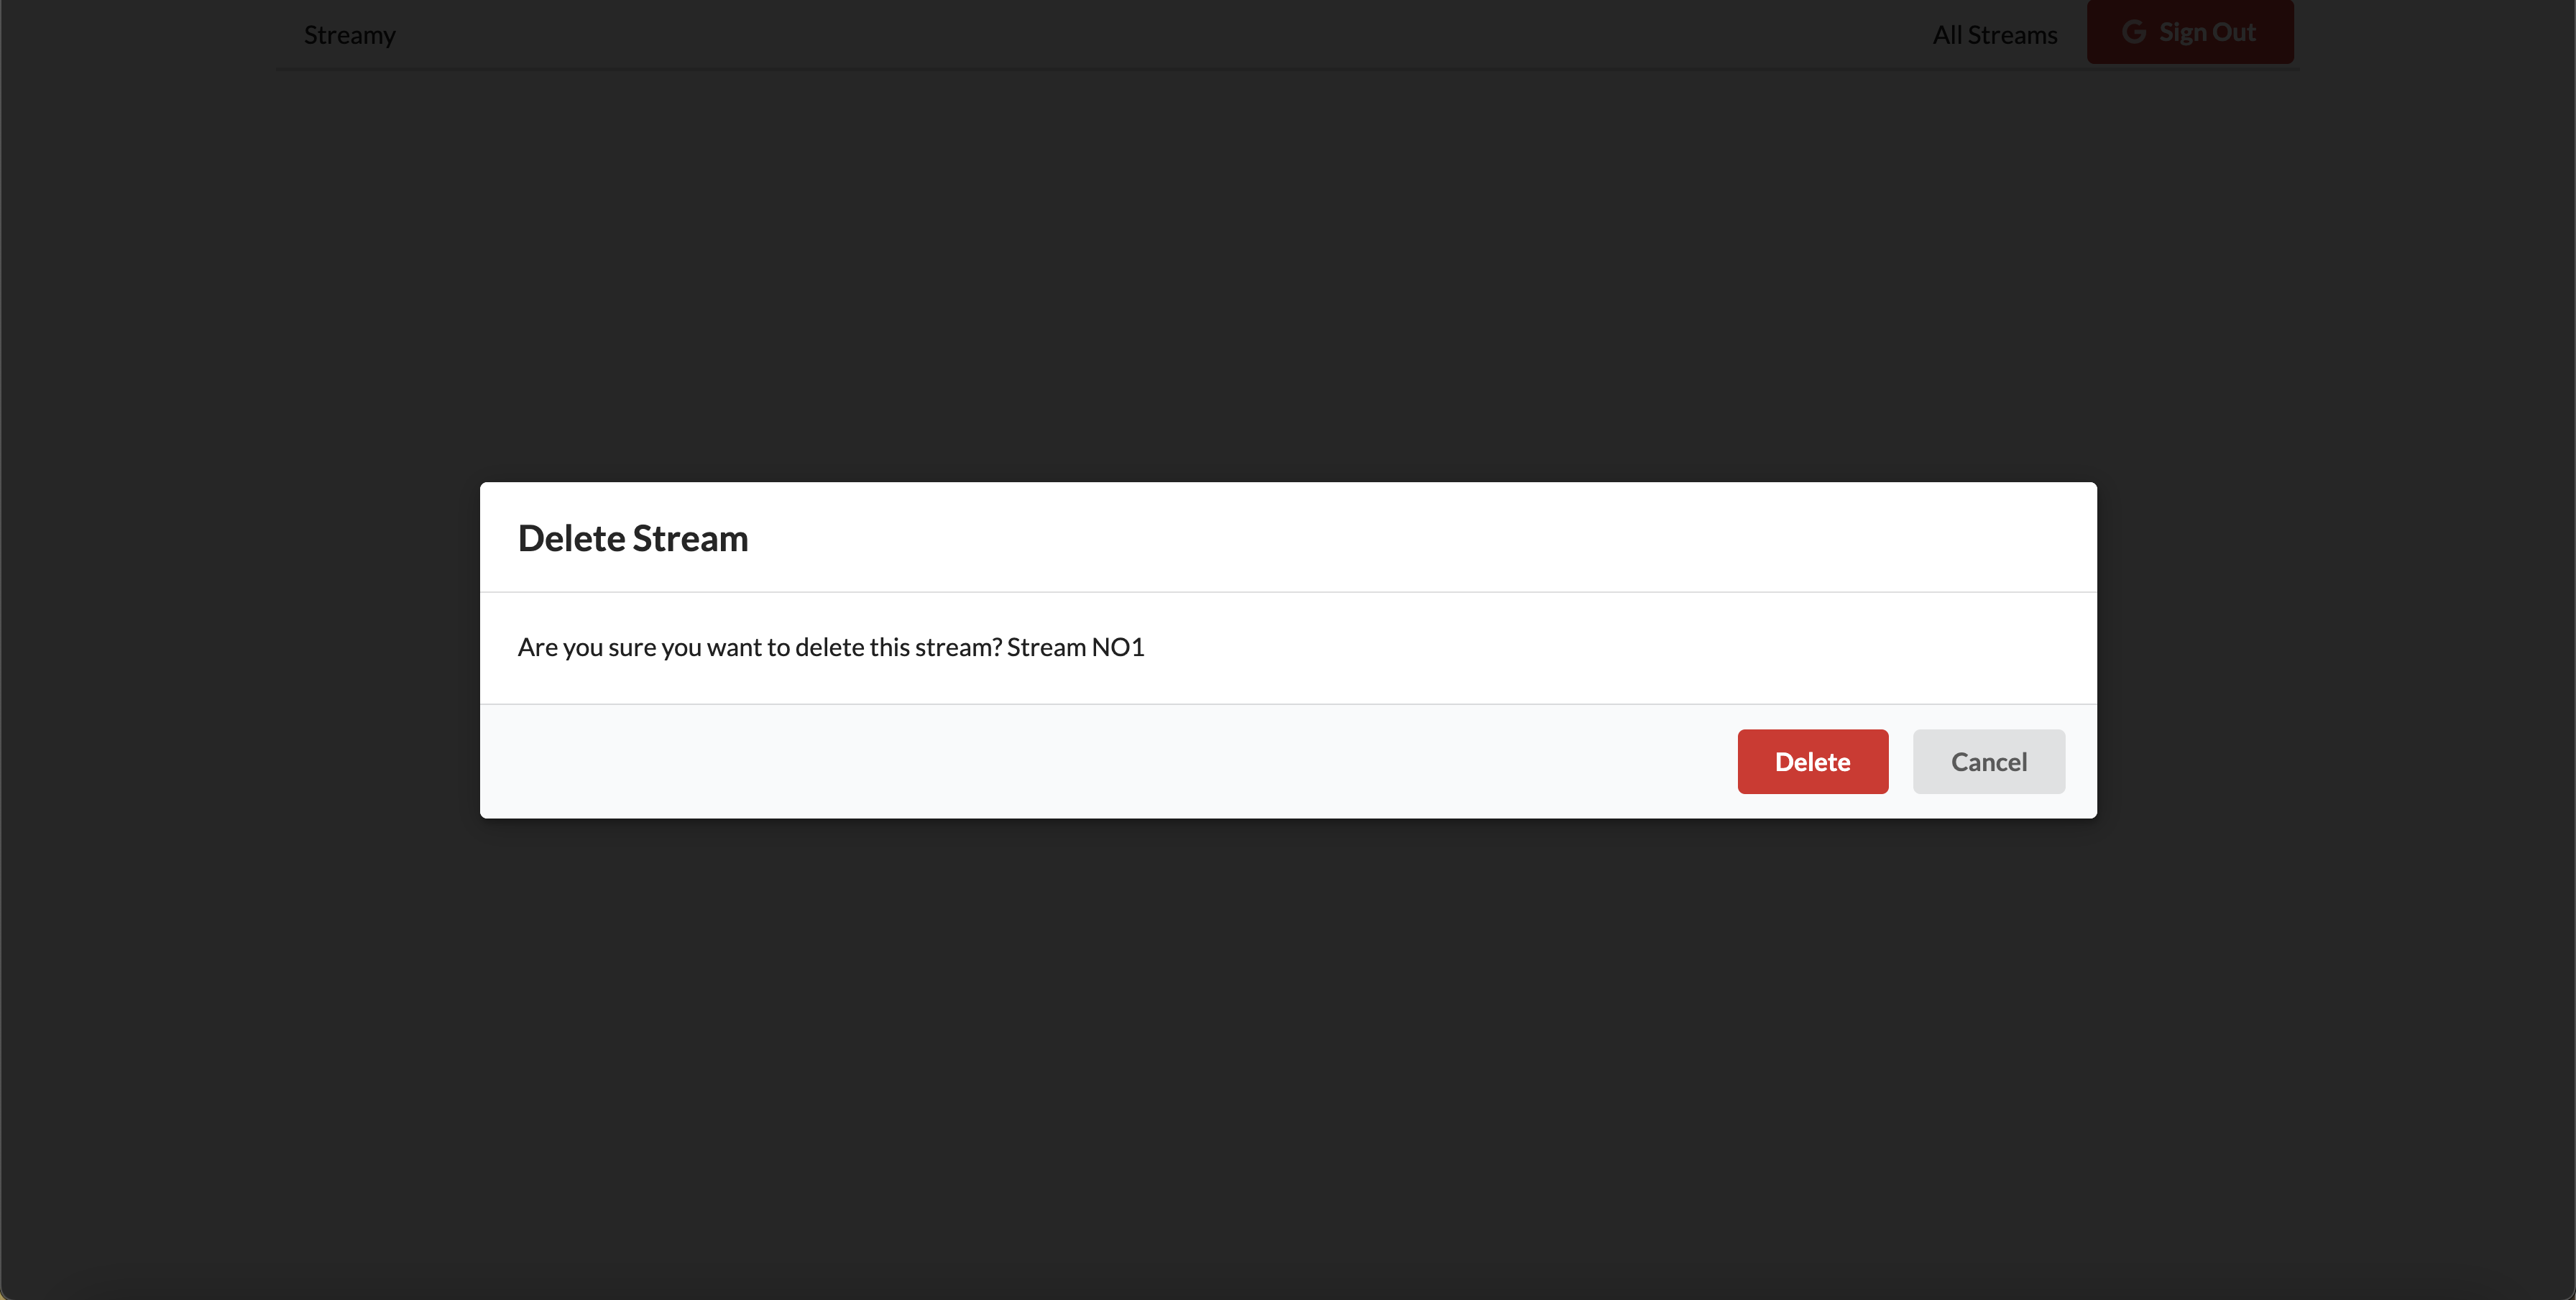 Streamy
All Streams
Sign Out
Delete Stream
Are you sure you want to delete this stream? Stream NO1
Delete
Cancel